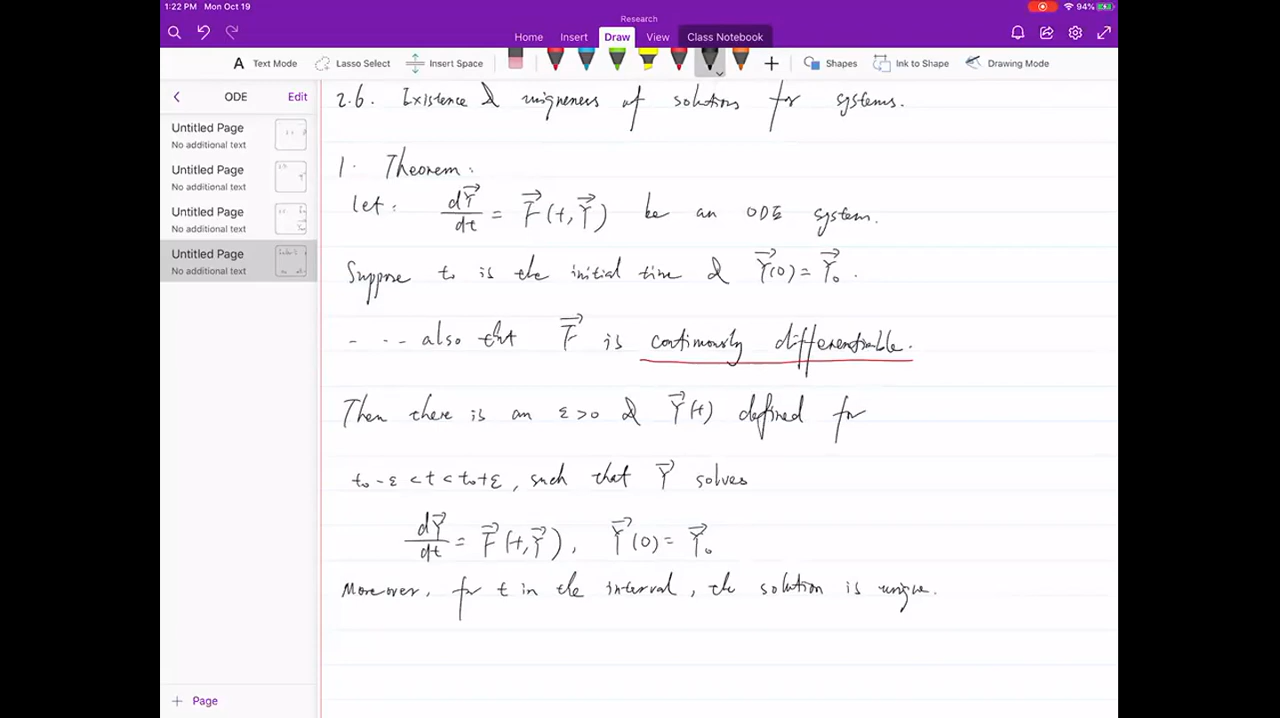 1:22 PM Mon Oct 19
Research
94%
Home Insert Draw View Class Notebook
Text Mode Lasso Select Insert Space Shapes Ink to Shape Drawing Mode
ODE Edit
Untitled Page
No additional text
Untitled Page
No additional text
Untitled Page
No additional text
Untitled Page
No additional text
Page
2.6. Existence & uniqueness of solutions for systems.
1. Theorem:
let: dY⃗/dt = F⃗(t, Y⃗) be an ODE system.
Suppose t₀ is the initial time & Y⃗(0) = Y⃗₀.
- - - - also tht F⃗ is continously differentiable.
Then there is an ε>0 & Y⃗(t) defined for
t₀-ε < t < t₀+ε, such that Y⃗ solves
dY⃗/dt = F⃗(t, Y⃗), Y⃗(0) = Y⃗₀
Moreover, for t in the interval, the solution is unique.